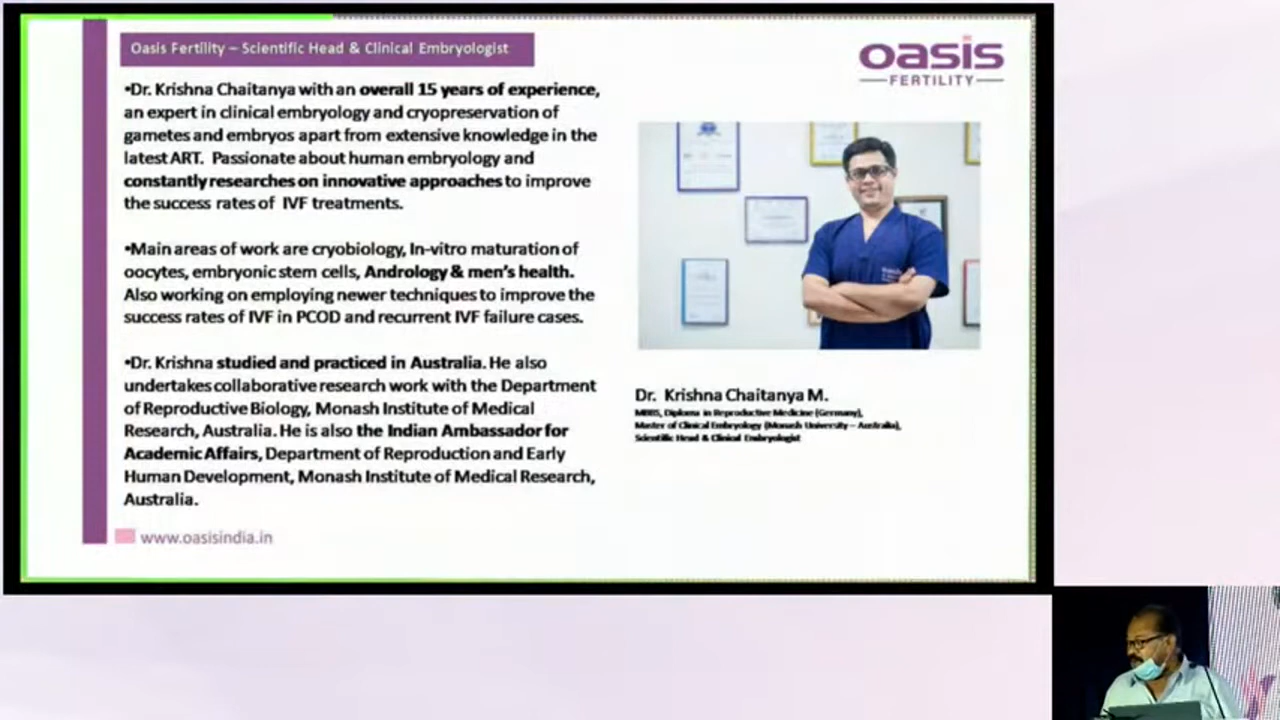 Oasis Fertility – Scientific Head & Clinical Embryologist
oasis
FERTILITY
•Dr. Krishna Chaitanya with an overall 15 years of experience,
an expert in clinical embryology and cryopreservation of
gametes and embryos apart from extensive knowledge in the
latest ART. Passionate about human embryology and
constantly researches on innovative approaches to improve
the success rates of IVF treatments.
•Main areas of work are cryobiology, In-vitro maturation of
oocytes, embryonic stem cells, Andrology & men's health.
Also working on employing newer techniques to improve the
success rates of IVF in PCOD and recurrent IVF failure cases.
•Dr. Krishna studied and practiced in Australia. He also
undertakes collaborative research work with the Department
of Reproductive Biology, Monash Institute of Medical
Research, Australia. He is also the Indian Ambassador for
Academic Affairs, Department of Reproduction and Early
Human Development, Monash Institute of Medical Research,
Australia.
www.oasisindia.in
Dr. Krishna Chaitanya M.
MBBS, Diploma in Reproductive Medicine (Germany),
Master of Clinical Embryology (Monash University – Australia),
Scientific Head & Clinical Embryologist